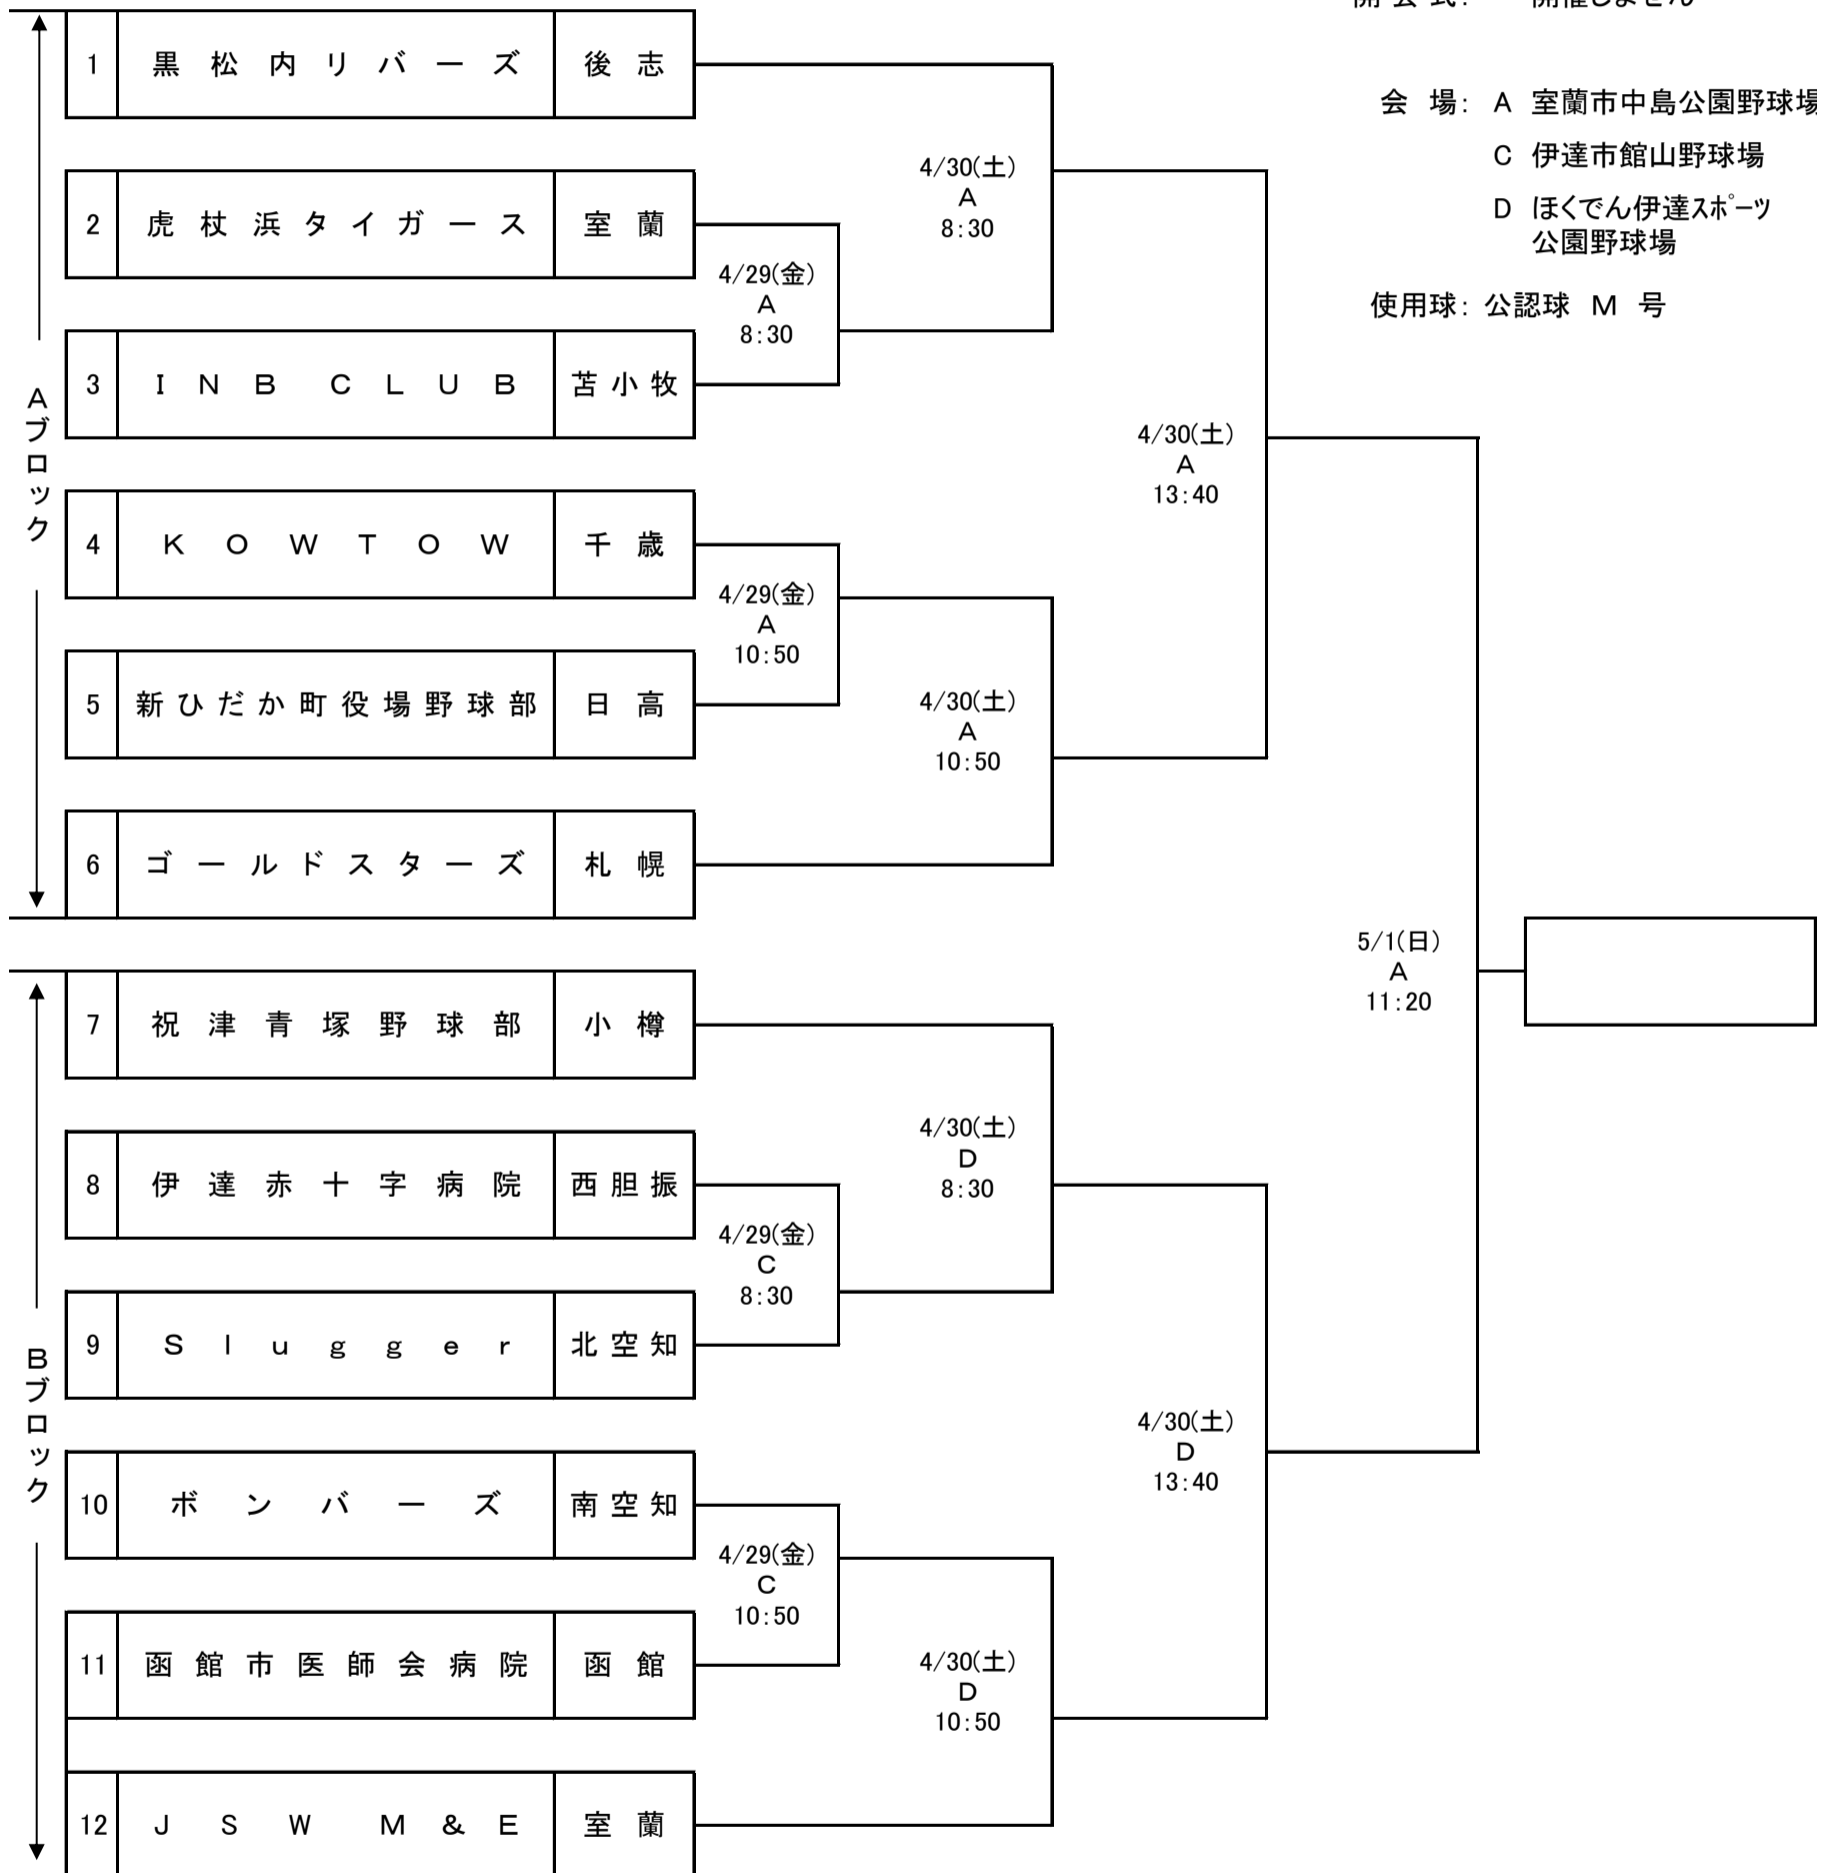 開 会 式： 開催しません
会 場： A 室蘭市中島公園野球場
C 伊達市館山野球場
D ほくでん伊達ｽﾎﾟｰﾂ
公園野球場
使用球： 公認球 M 号
Aブロック
1 黒松内リバーズ 後志
2 虎杖浜タイガース 室蘭
3 INB CLUB 苫小牧
4 KOWTOW 千歳
5 新ひだか町役場野球部 日高
6 ゴールドスターズ 札幌
4/29(金)
A
8:30
4/29(金)
A
10:50
4/30(土)
A
8:30
4/30(土)
A
10:50
4/30(土)
A
13:40
Bブロック
7 祝津青塚野球部 小樽
8 伊達赤十字病院 西胆振
9 Slugger 北空知
10 ボンバーズ 南空知
11 函館市医師会病院 函館
12 JSW M&E 室蘭
4/29(金)
C
8:30
4/29(金)
C
10:50
4/30(土)
D
8:30
4/30(土)
D
10:50
4/30(土)
D
13:40
5/1(日)
A
11:20